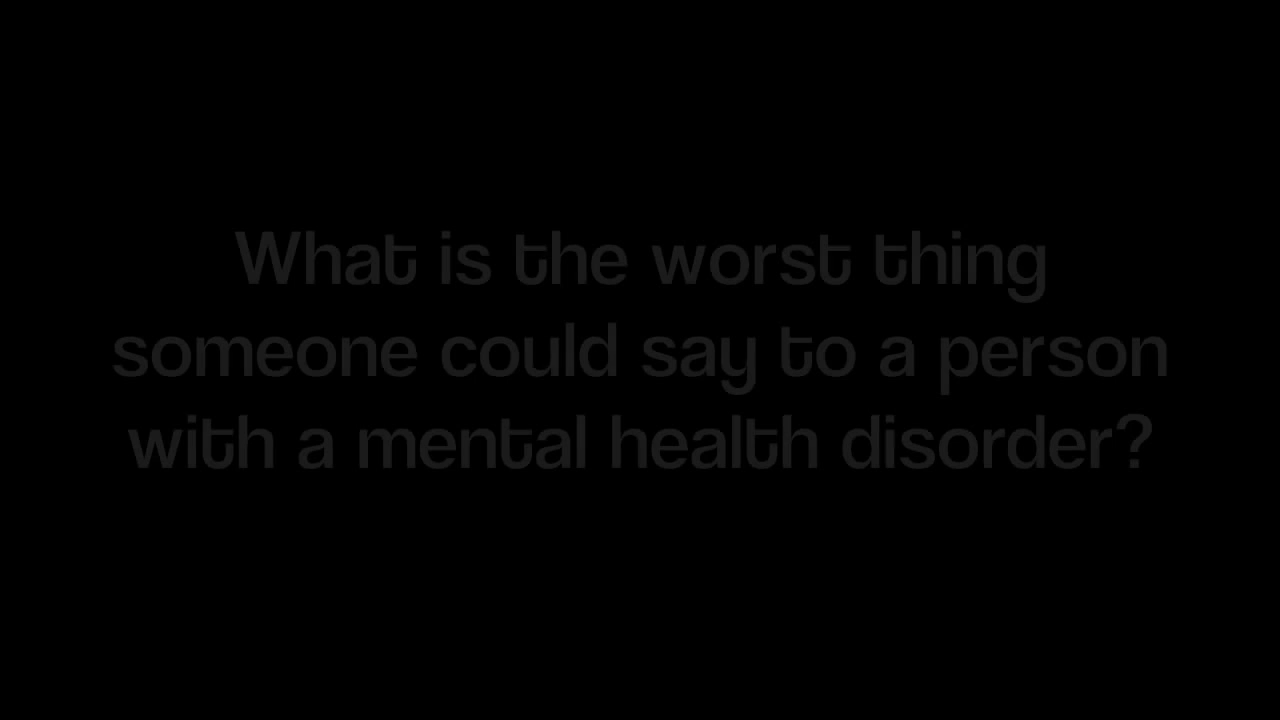 What is the worst thing
someone could say to a person
with a mental health disorder?